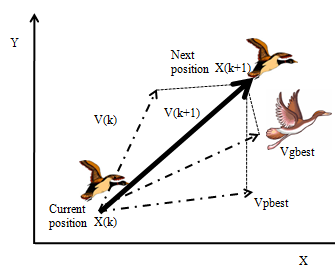 Y
Next
position X(k+1)
V(k)
V(k+1)
Vgbest
Current
position X(k)
Vpbest
X